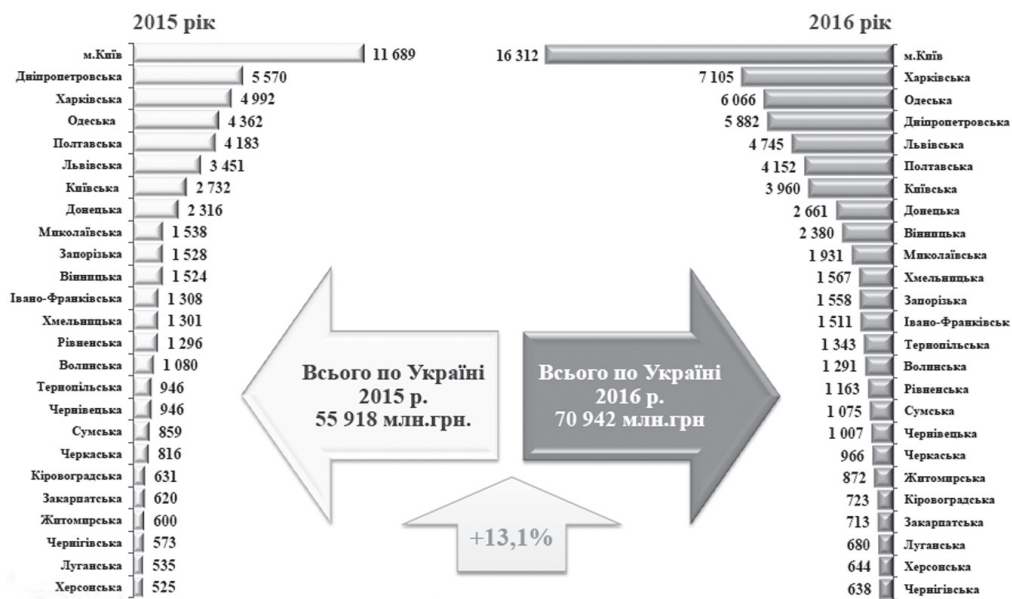 2015 рік
м.Київ 11 689
Дніпропетровська 5 570
Харківська 4 992
Одеська 4 362
Полтавська 4 183
Львівська 3 451
Київська 2 732
Донецька 2 316
Миколаївська 1 538
Запорізька 1 528
Вінницька 1 524
Івано-Франківська 1 308
Хмельницька 1 301
Рівненська 1 296
Волинська 1 080
Тернопільська 946
Чернівецька 946
Сумська 859
Черкаська 816
Кіровоградська 631
Закарпатська 620
Житомирська 600
Чернігівська 573
Луганська 535
Херсонська 525
Всього по Україні
2015 р.
55 918 млн.грн.
2016 рік
16 312 м.Київ
7 105 Харківська
6 066 Одеська
5 882 Дніпропетровська
4 745 Львівська
4 152 Полтавська
3 960 Київська
2 661 Донецька
2 380 Вінницька
1 931 Миколаївська
1 567 Хмельницька
1 558 Запорізька
1 511 Івано-Франківськ
1 343 Тернопільська
1 291 Волинська
1 163 Рівненська
1 075 Сумська
1 007 Чернівецька
966 Черкаська
872 Житомирська
723 Кіровоградська
713 Закарпатська
680 Луганська
644 Херсонська
638 Чернігівська
Всього по Україні
2016 р.
70 942 млн.грн
+13,1%